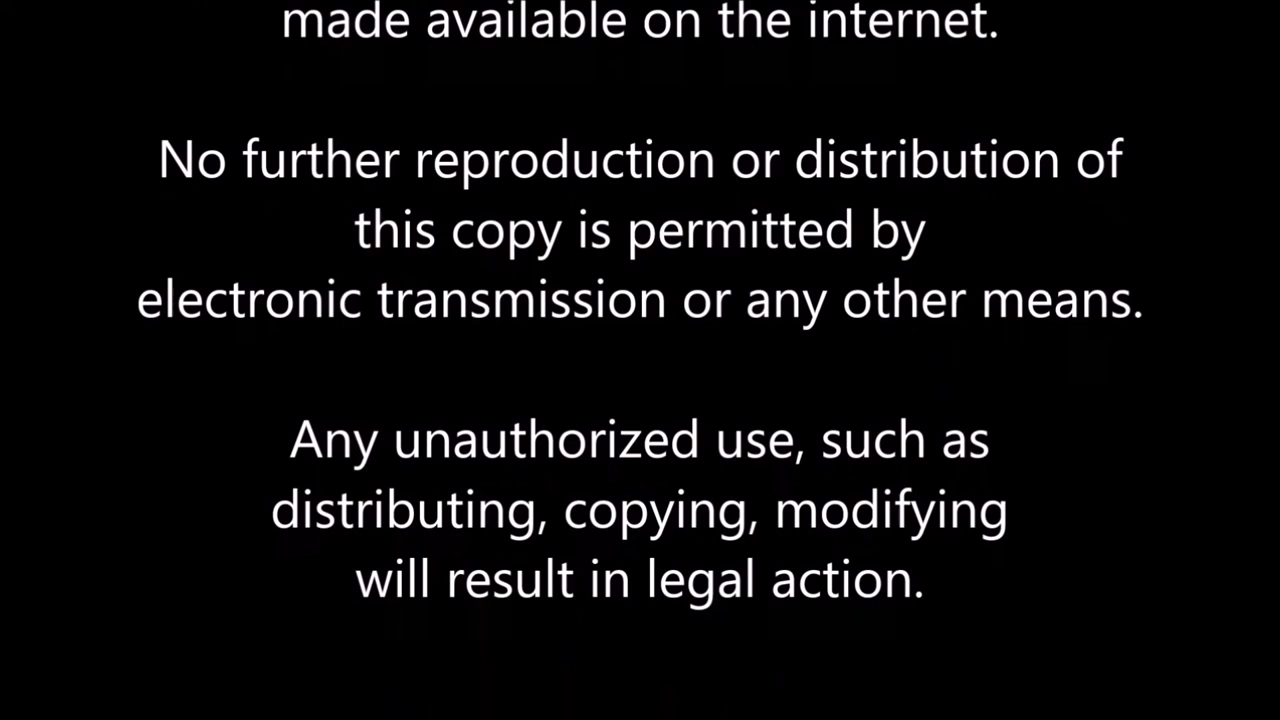 made available on the internet.
No further reproduction or distribution of
this copy is permitted by
electronic transmission or any other means.
Any unauthorized use, such as
distributing, copying, modifying
will result in legal action.